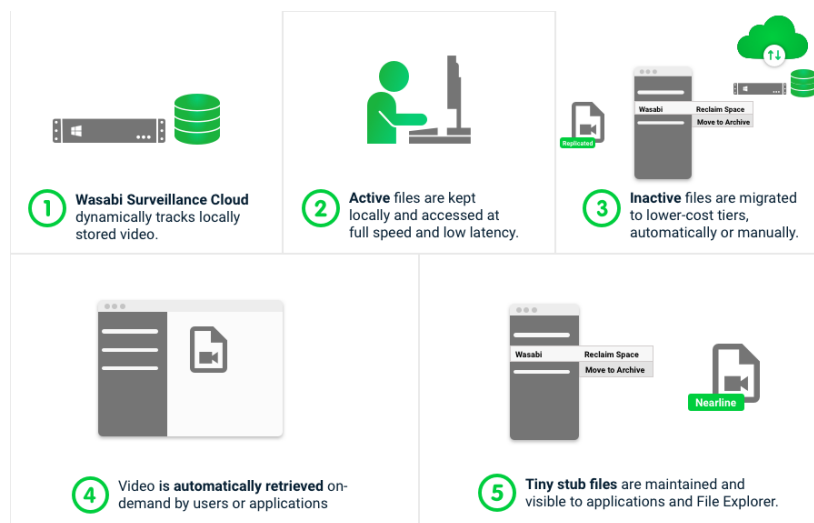 1
Wasabi Surveillance Cloud
dynamically tracks locally
stored video.
2
Active files are kept
locally and accessed at
full speed and low latency.
Replicated
Wasabi Reclaim Space
Move to Archive
3
Inactive files are migrated
to lower-cost tiers,
automatically or manually.
4
Video is automatically retrieved on-
demand by users or applications
Wasabi Reclaim Space
Move to Archive
Nearline
5
Tiny stub files are maintained and
visible to applications and File Explorer.